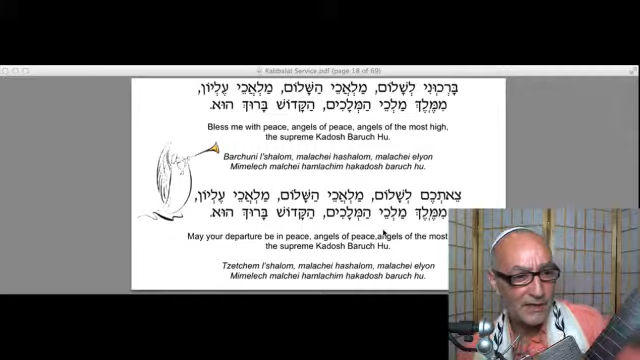 Kabbalat Service.pdf (page 18 of 69)
בָּרְכוּנִי לְשָׁלוֹם, מַלְאֲכֵי הַשָּׁלוֹם, מַלְאֲכֵי עֶלְיוֹן,
מִמֶּלֶךְ מַלְכֵי הַמְּלָכִים, הַקָּדוֹשׁ בָּרוּךְ הוּא.
Bless me with peace, angels of peace, angels of the most high,
the supreme Kadosh Baruch Hu.
Barchuni l'shalom, malachei hashalom, malachei elyon
Mimelech malchei hamlachim hakadosh baruch hu.
צֵאתְכֶם לְשָׁלוֹם, מַלְאֲכֵי הַשָּׁלוֹם, מַלְאֲכֵי עֶלְיוֹן,
מִמֶּלֶךְ מַלְכֵי הַמְּלָכִים, הַקָּדוֹשׁ בָּרוּךְ הוּא.
May your departure be in peace, angels of peace,angels of the most
the supreme Kadosh Baruch Hu.
Tzetchem l'shalom, malachei hashalom, malachei elyon
Mimelech malchei hamlachim hakadosh baruch hu.